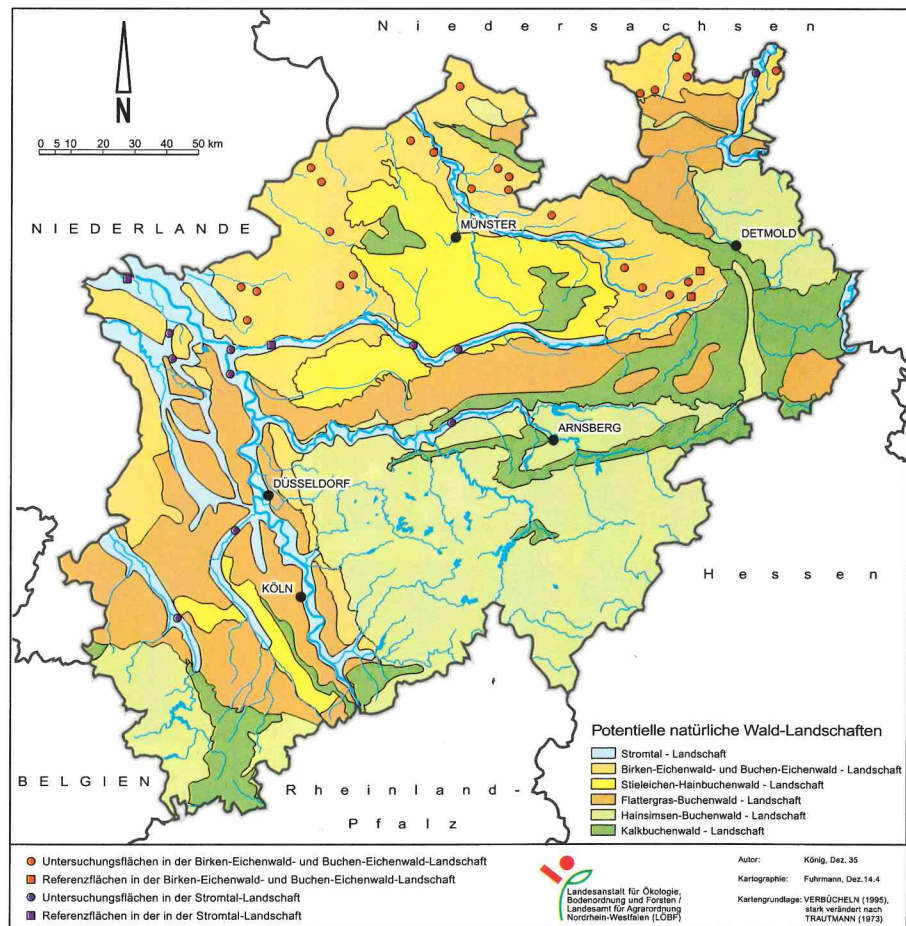 N i e d e r s a c h s e n
N
0 5 10 20 30 40 50 km
N I E D E R L A N D E
MÜNSTER
DETMOLD
ARNSBERG
DÜSSELDORF
KÖLN
H e s s e n
B E L G I E N
R h e i n l a n d -
P f a l z
Potentielle natürliche Wald-Landschaften
Stromtal - Landschaft
Birken-Eichenwald- und Buchen-Eichenwald - Landschaft
Stieleichen-Hainbuchenwald - Landschaft
Flattergras-Buchenwald - Landschaft
Hainsimsen-Buchenwald - Landschaft
Kalkbuchenwald - Landschaft
Untersuchungsflächen in der Birken-Eichenwald- und Buchen-Eichenwald-Landschaft
Referenzflächen in der Birken-Eichenwald- und Buchen-Eichenwald-Landschaft
Untersuchungsflächen in der Stromtal-Landschaft
Referenzflächen in der in der Stromtal-Landschaft
Landesanstalt für Ökologie,
Bodenordnung und Forsten /
Landesamt für Agrarordnung
Nordrhein-Westfalen (LÖBF)
Autor: König, Dez. 35
Kartographie: Fuhrmann, Dez.14.4
Kartengrundlage: VERBÜCHELN (1995),
stark verändert nach
TRAUTMANN (1973)